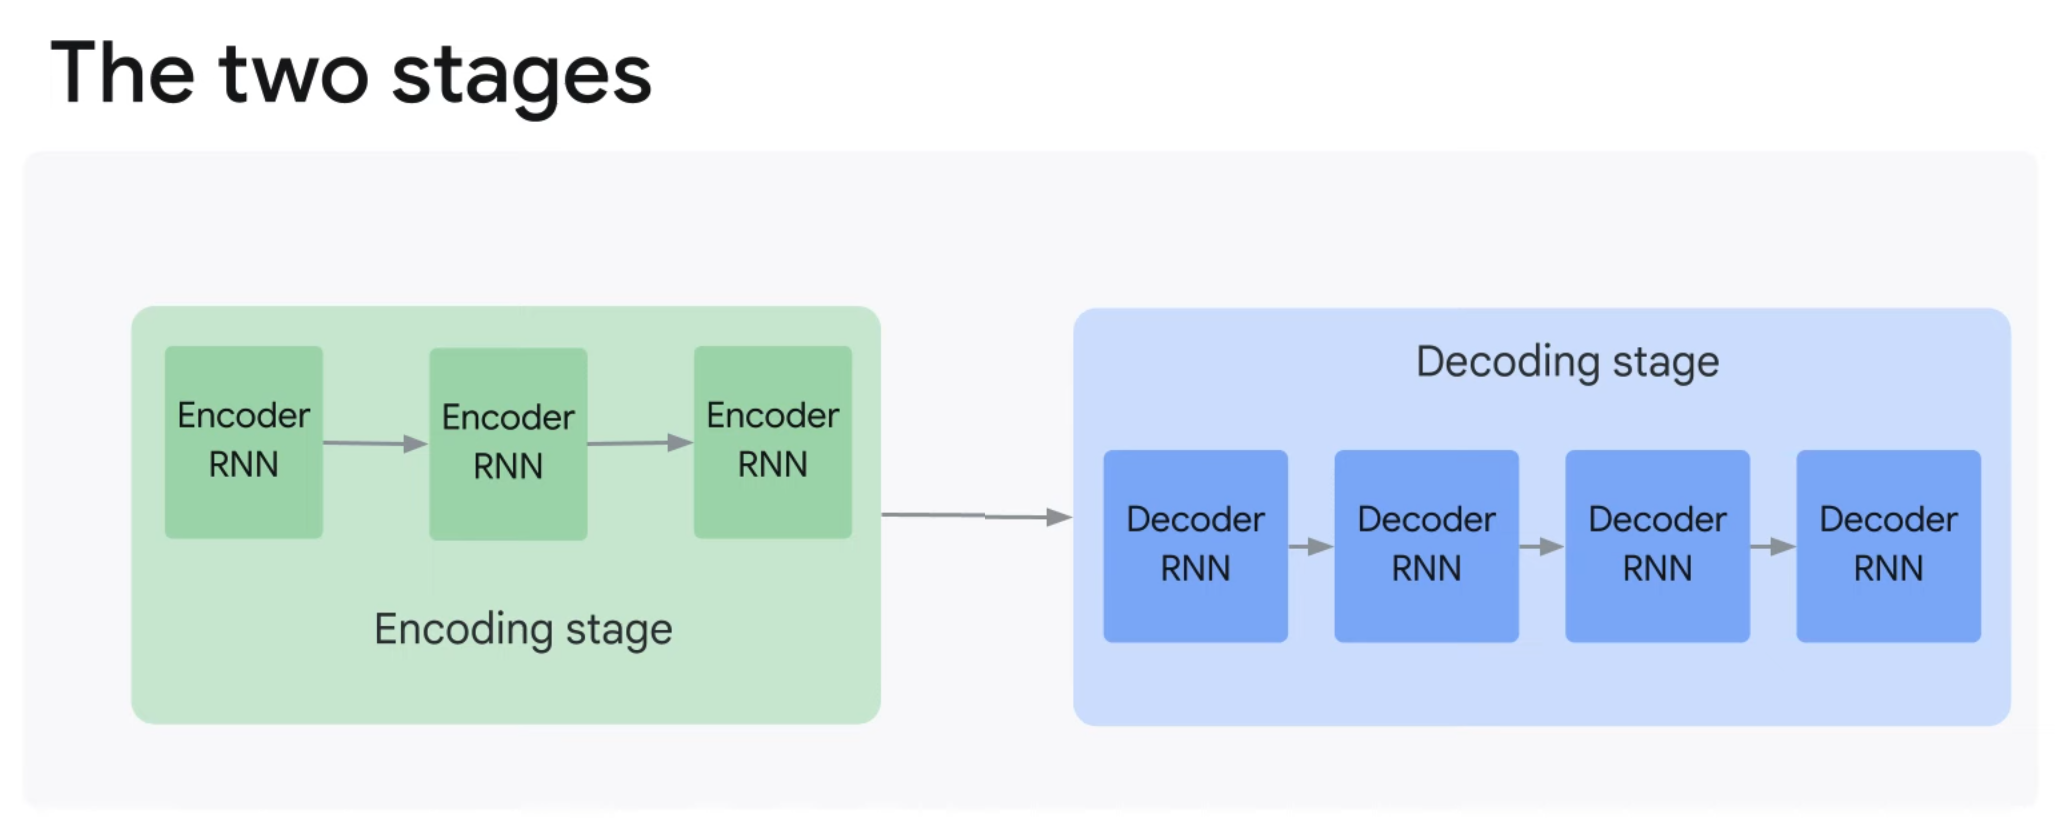 The two stages
Encoder
RNN
Encoder
RNN
Encoder
RNN
Encoding stage
Decoding stage
Decoder
RNN
Decoder
RNN
Decoder
RNN
Decoder
RNN